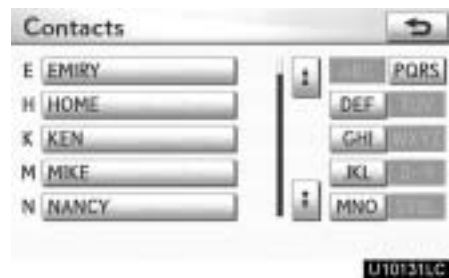 Contacts
E EMIRY PQRS
H HOME DEF
K KEN GHI
M MIKE JKL
N NANCY MNO
U10131LC